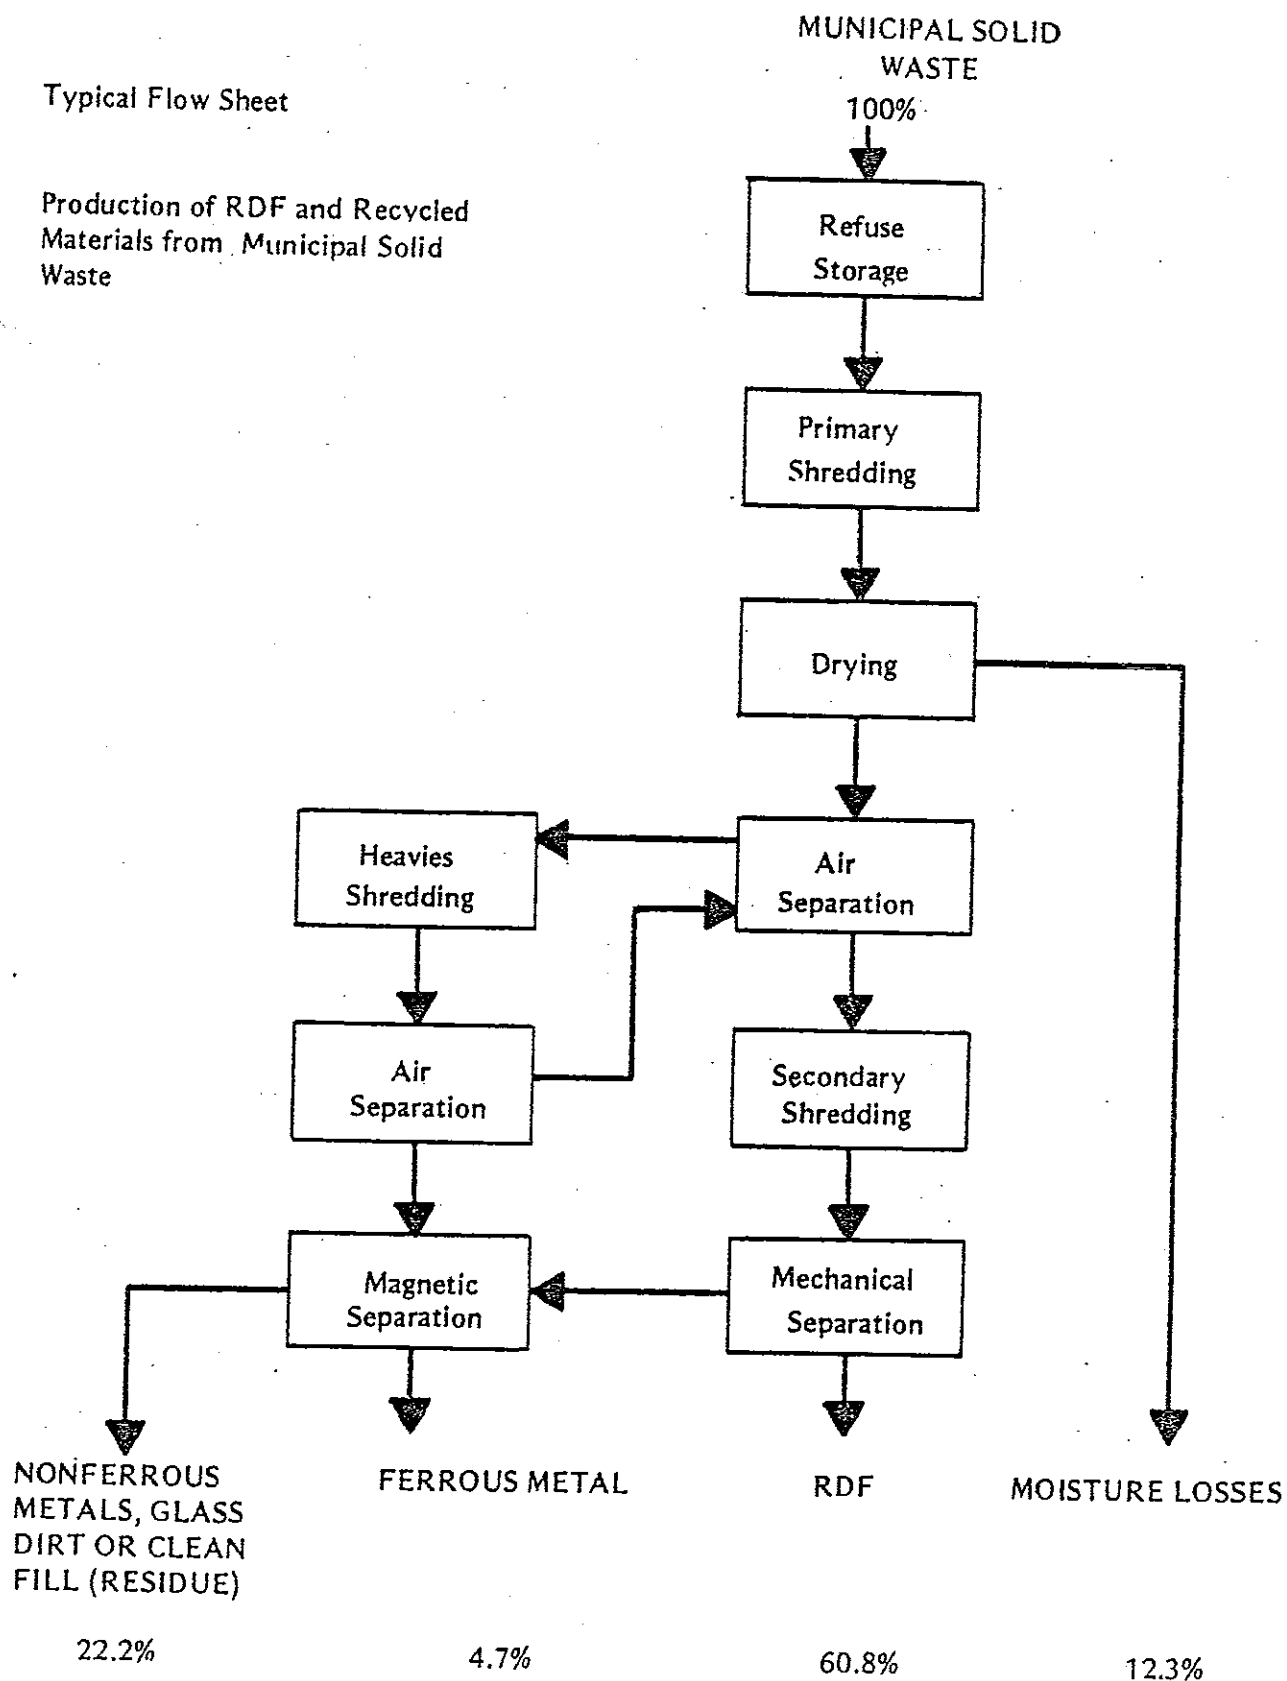 MUNICIPAL SOLID
WASTE
100%
Typical Flow Sheet
Production of RDF and Recycled
Materials from Municipal Solid
Waste
Refuse
Storage
Primary
Shredding
Drying
Heavies
Shredding
Air
Separation
Air
Separation
Secondary
Shredding
Magnetic
Separation
Mechanical
Separation
NONFERROUS
METALS, GLASS
DIRT OR CLEAN
FILL (RESIDUE)
FERROUS METAL
RDF
MOISTURE LOSSES
22.2%
4.7%
60.8%
12.3%